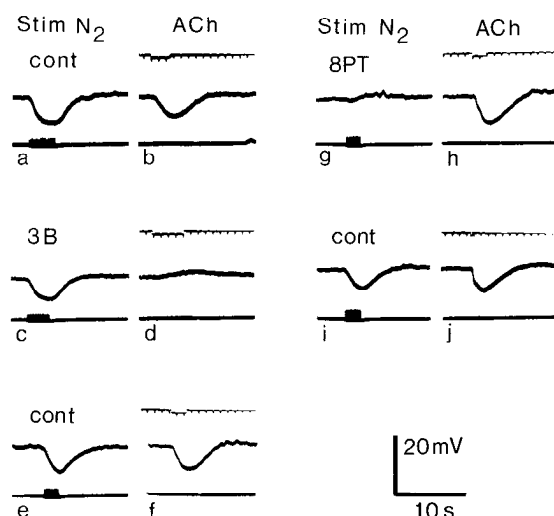 Stim N₂ ACh
cont
a b
3B
c d
cont
e f
Stim N₂ ACh
8PT
g h
cont
i j
20mV
10s